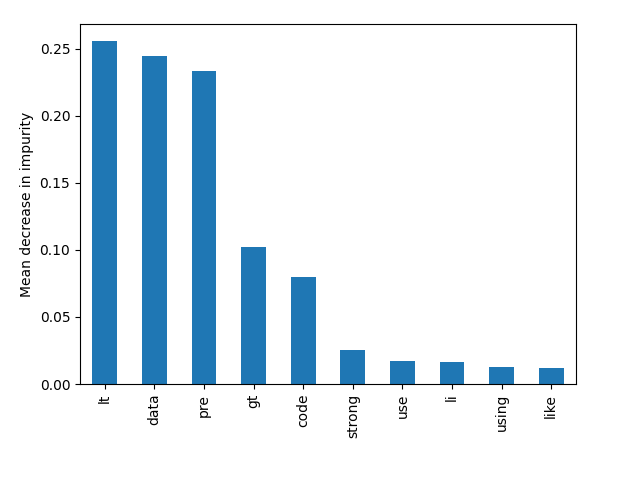 Mean decrease in impurity
0.25
0.20
0.15
0.10
0.05
0.00
lt
data
pre
gt
code
strong
use
li
using
like